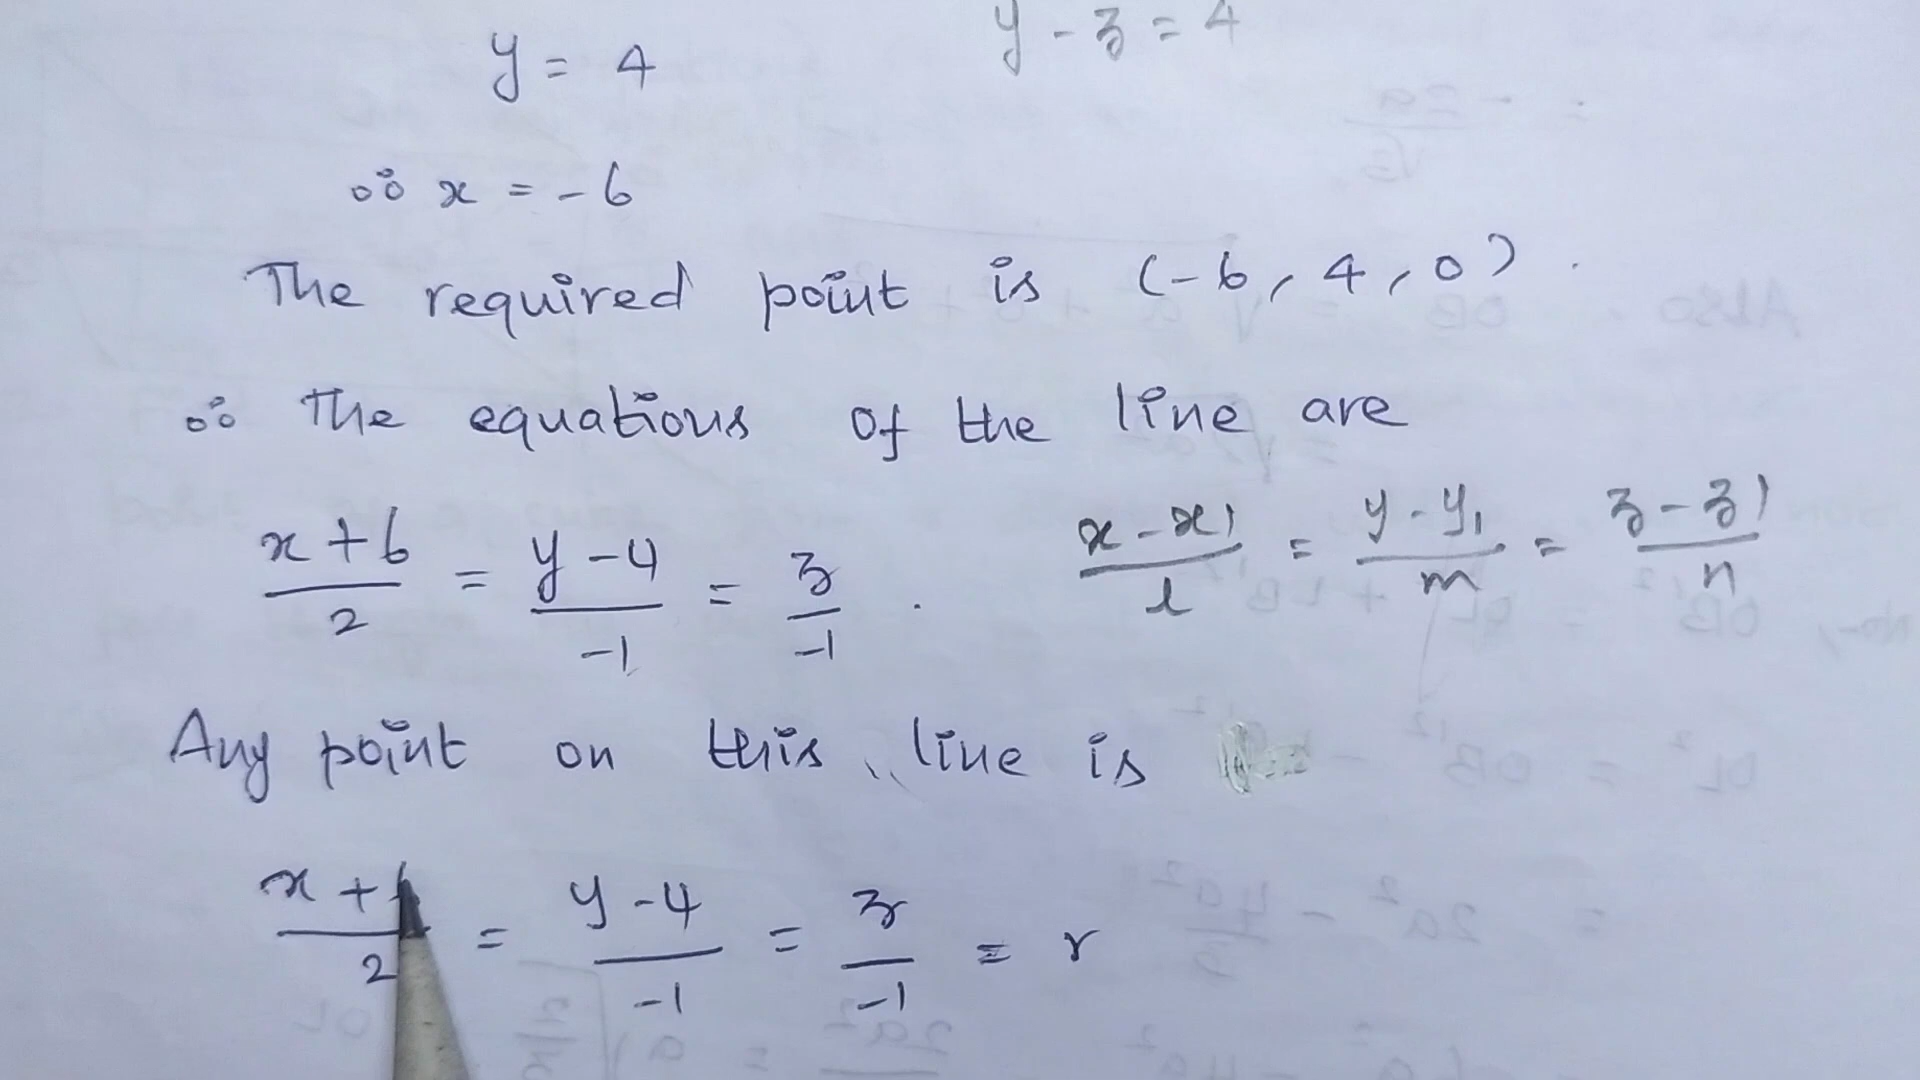 y = 4
y - z = 4
∴ x = -6
The required point is (-6, 4, 0).
∴ The equations of the line are
x + 6 / 2 = y - 4 / -1 = z / -1 .
x - x1 / l = y - y1 / m = z - z1 / n
Any point on this line is
x + 6 / 2 = y - 4 / -1 = z / -1 = r